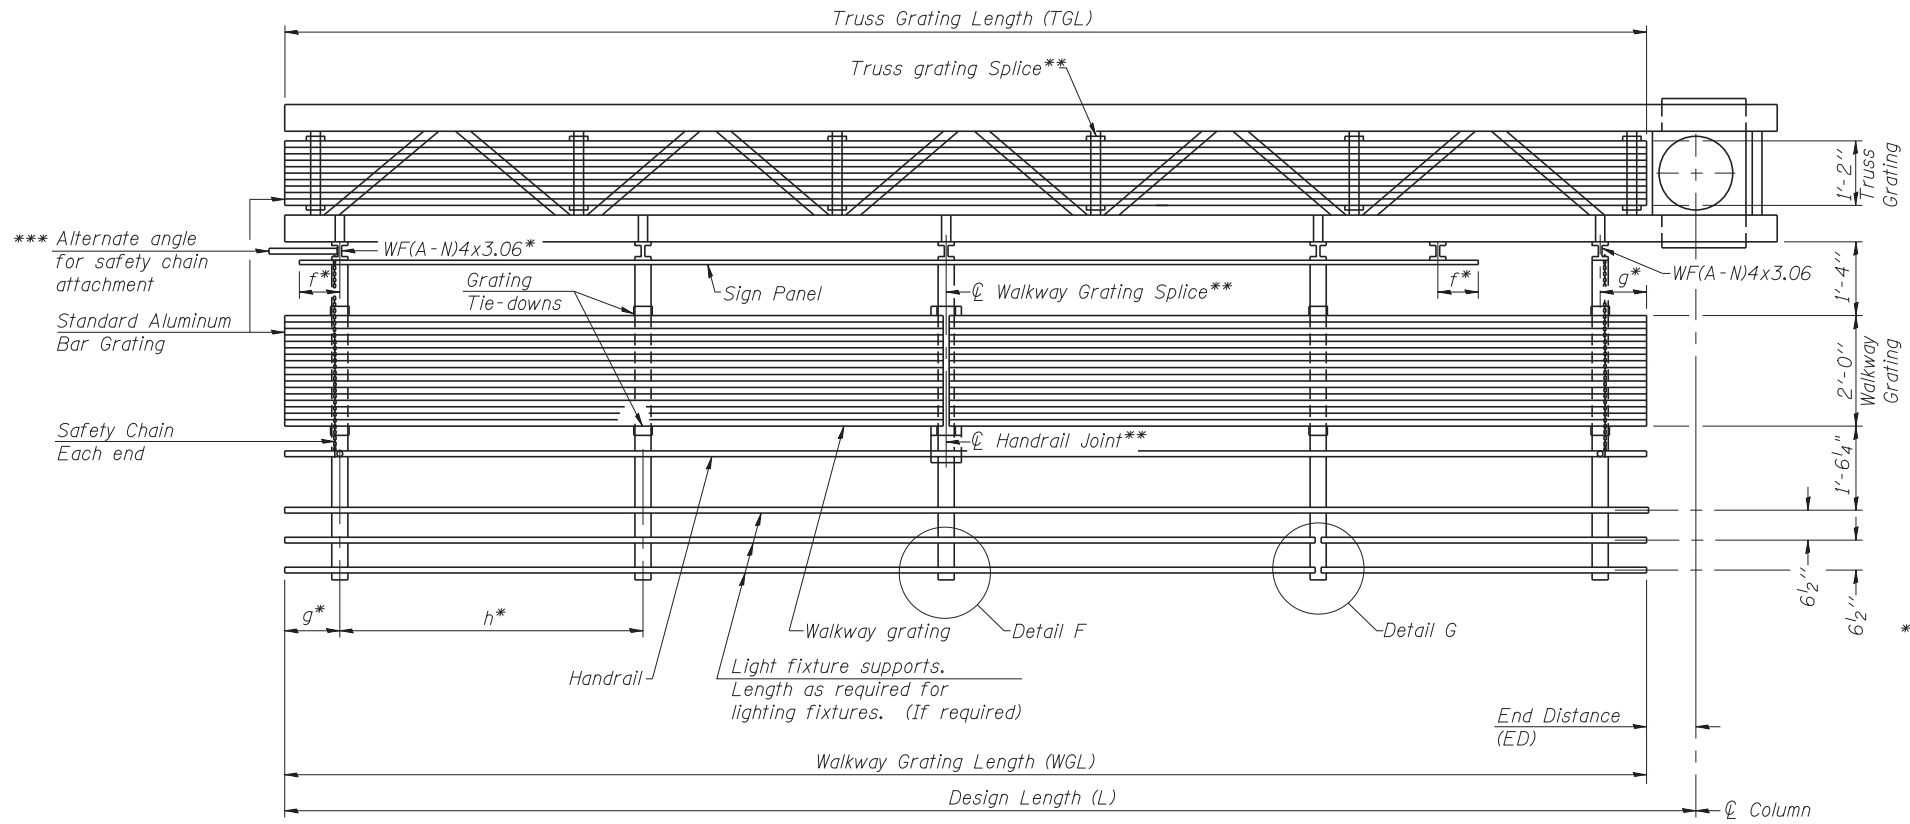 Truss Grating Length (TGL)
Truss grating Splice**
1'-2"
Truss
Grating
*** Alternate angle
for safety chain
attachment
WF(A-N)4x3.06*
f*
Sign Panel
Grating
Tie-downs
℄ Walkway Grating Splice**
f*
g*
WF(A-N)4x3.06
1'-4"
Standard Aluminum
Bar Grating
2'-0"
Walkway
Grating
Safety Chain
Each end
℄ Handrail Joint**
1'-6¼"
6½"
6½"
*
g*
h*
Walkway grating
Detail F
Detail G
Handrail
Light fixture supports.
Length as required for
lighting fixtures. (If required)
End Distance
(ED)
Walkway Grating Length (WGL)
Design Length (L)
℄ Column